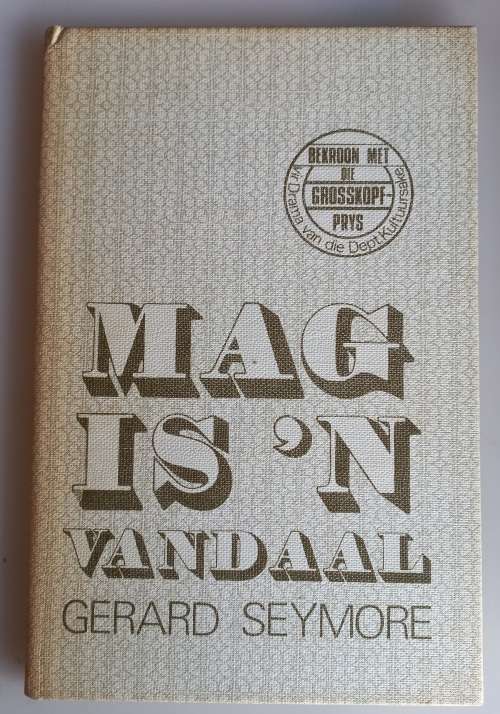 BEKROON MET
DIE
GROSSKOPF-
PRYS
vir Drama van die Dept Kultuursake
MAG
IS 'N
VANDAAL
GERARD SEYMORE